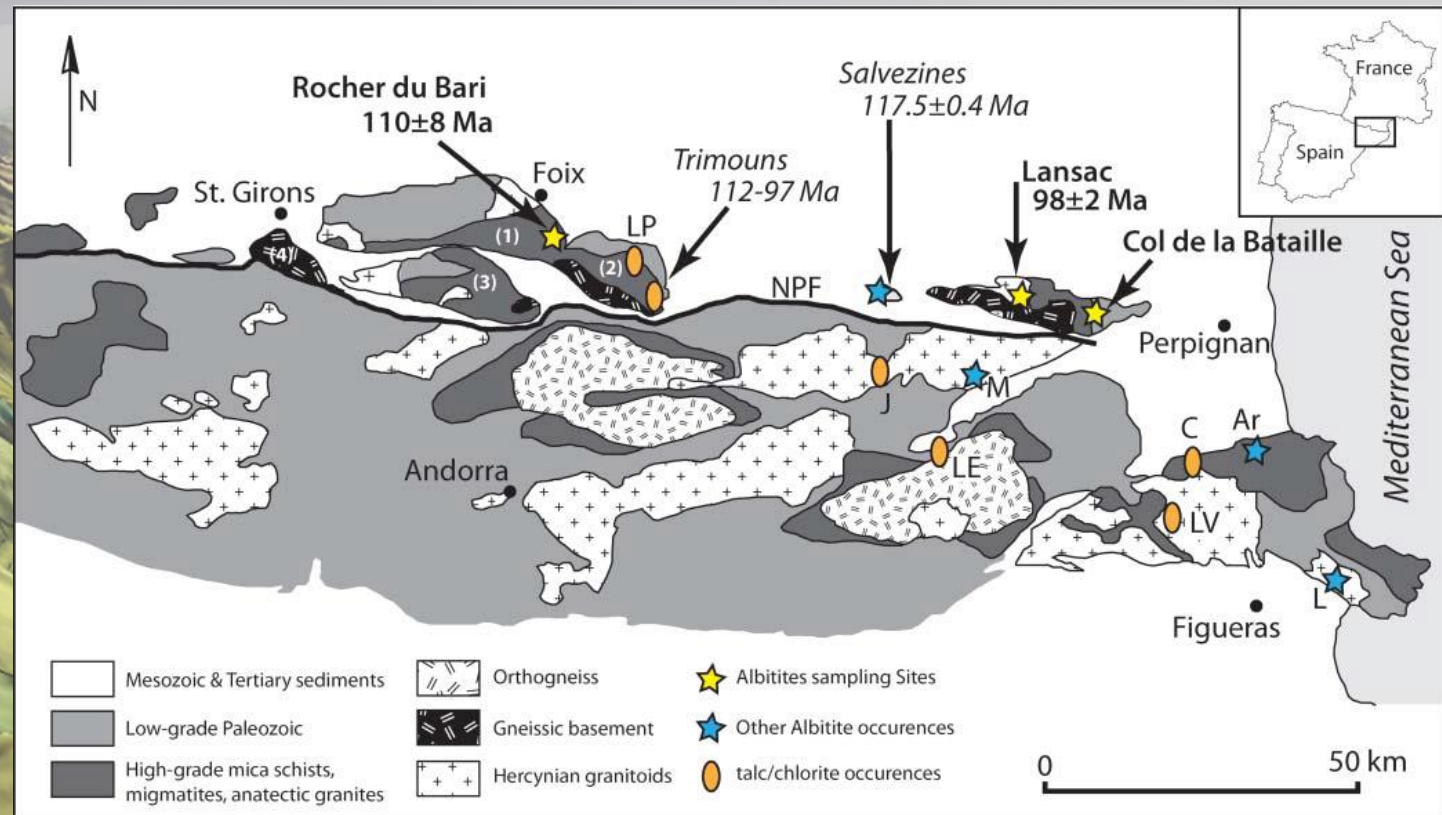 N
Rocher du Bari
110±8 Ma
Salvezines
117.5±0.4 Ma
France
Spain
St. Girons
Foix
Trimouns
112-97 Ma
Lansac
98±2 Ma
Col de la Bataille
LP
(1)
(2)
(3)
(4)
NPF
Perpignan
Mediterranean Sea
J
M
Andorra
LE
C
Ar
LV
L
Figueras
Mesozoic & Tertiary sediments
Low-grade Paleozoic
High-grade mica schists,
migmatites, anatectic granites
Orthogneiss
Gneissic basement
Hercynian granitoids
Albitites sampling Sites
Other Albitite occurences
talc/chlorite occurences
0
50 km